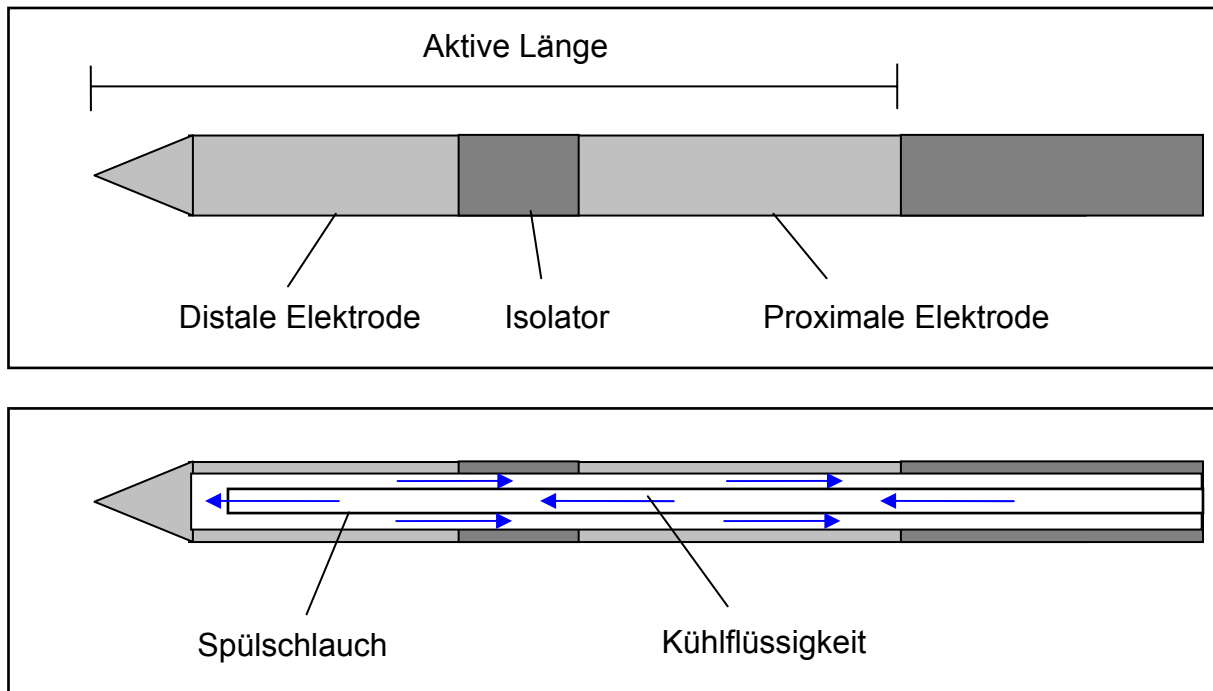 Aktive Länge
Distale Elektrode
Isolator
Proximale Elektrode
Spülschlauch
Kühlflüssigkeit